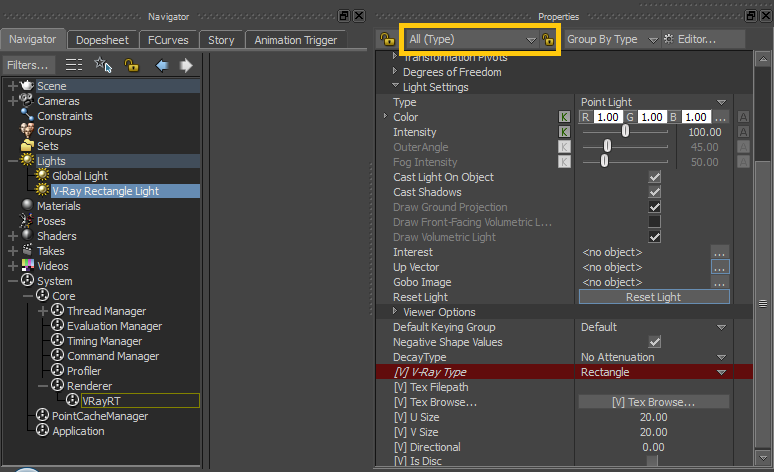 Navigator
Properties
Navigator Dopesheet FCurves Story Animation Trigger
All (Type) Group By Type Editor...
Filters...
Scene
Cameras
Constraints
Groups
Sets
Lights
Global Light
V-Ray Rectangle Light
Materials
Poses
Shaders
Takes
Videos
System
Core
Thread Manager
Evaluation Manager
Timing Manager
Command Manager
Profiler
Renderer
VRayRT
PointCacheManager
Application
Transformation Pivots
Degrees of Freedom
Light Settings
Type Point Light
Color K R 1.00 G 1.00 B 1.00 ... A
Intensity K 100.00 A
OuterAngle K 45.00 A
Fog Intensity K 50.00 A
Cast Light On Object
Cast Shadows
Draw Ground Projection
Draw Front-Facing Volumetric L...
Draw Volumetric Light
Interest <no object> ...
Up Vector <no object> ...
Gobo Image <no object> ...
Reset Light Reset Light
Viewer Options
Default Keying Group Default
Negative Shape Values
DecayType No Attenuation
[V] V-Ray Type Rectangle
[V] Tex Filepath
[V] Tex Browse... [V] Tex Browse...
[V] U Size 20.00
[V] V Size 20.00
[V] Directional 0.00
[V] Is Disc